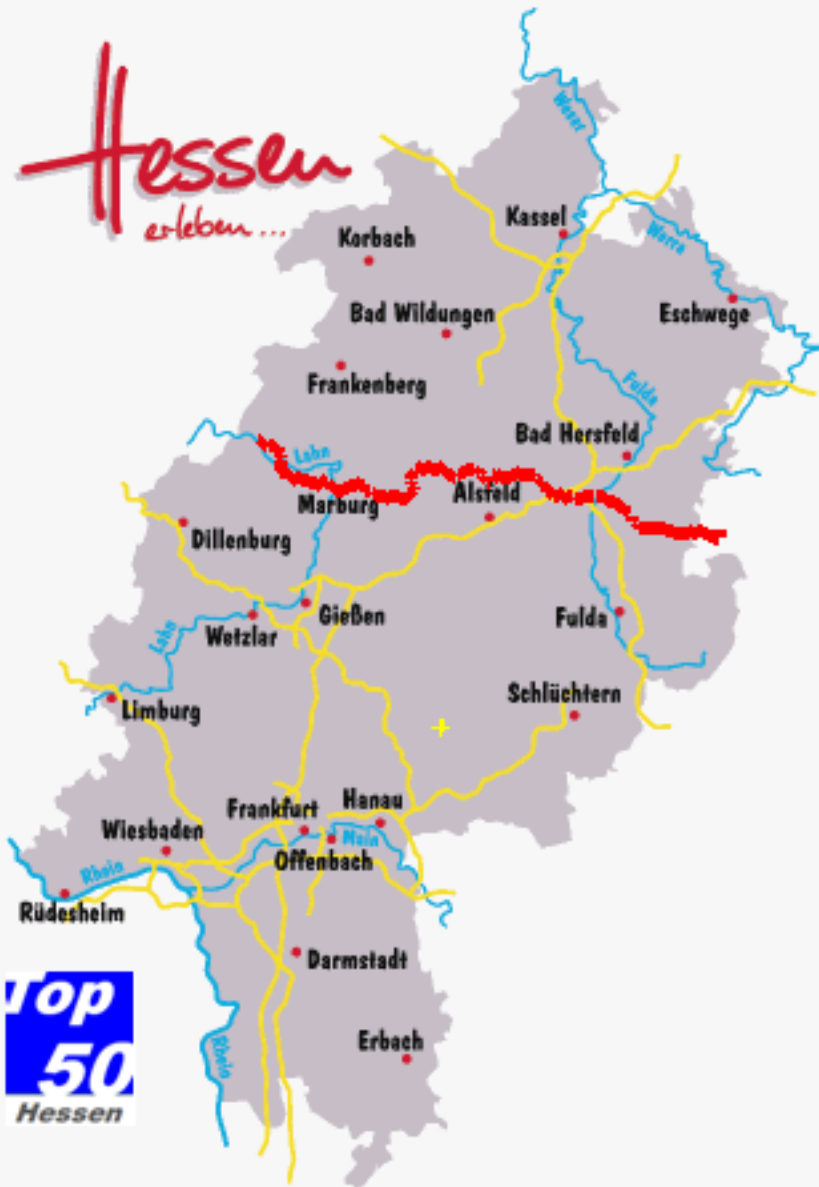 Hessen
erleben...
Weser
Kassel
Werra
Korbach
Bad Wildungen
Eschwege
Frankenberg
Fulda
Bad Hersfeld
Lahn
Marburg
Alsfeld
Dillenburg
Gießen
Fulda
Wetzlar
Lahn
Schlüchtern
Limburg
Hanau
Frankfurt
Wiesbaden
Main
Offenbach
Rhein
Rüdesheim
Darmstadt
Top
50
Hessen
Erbach
Rhein